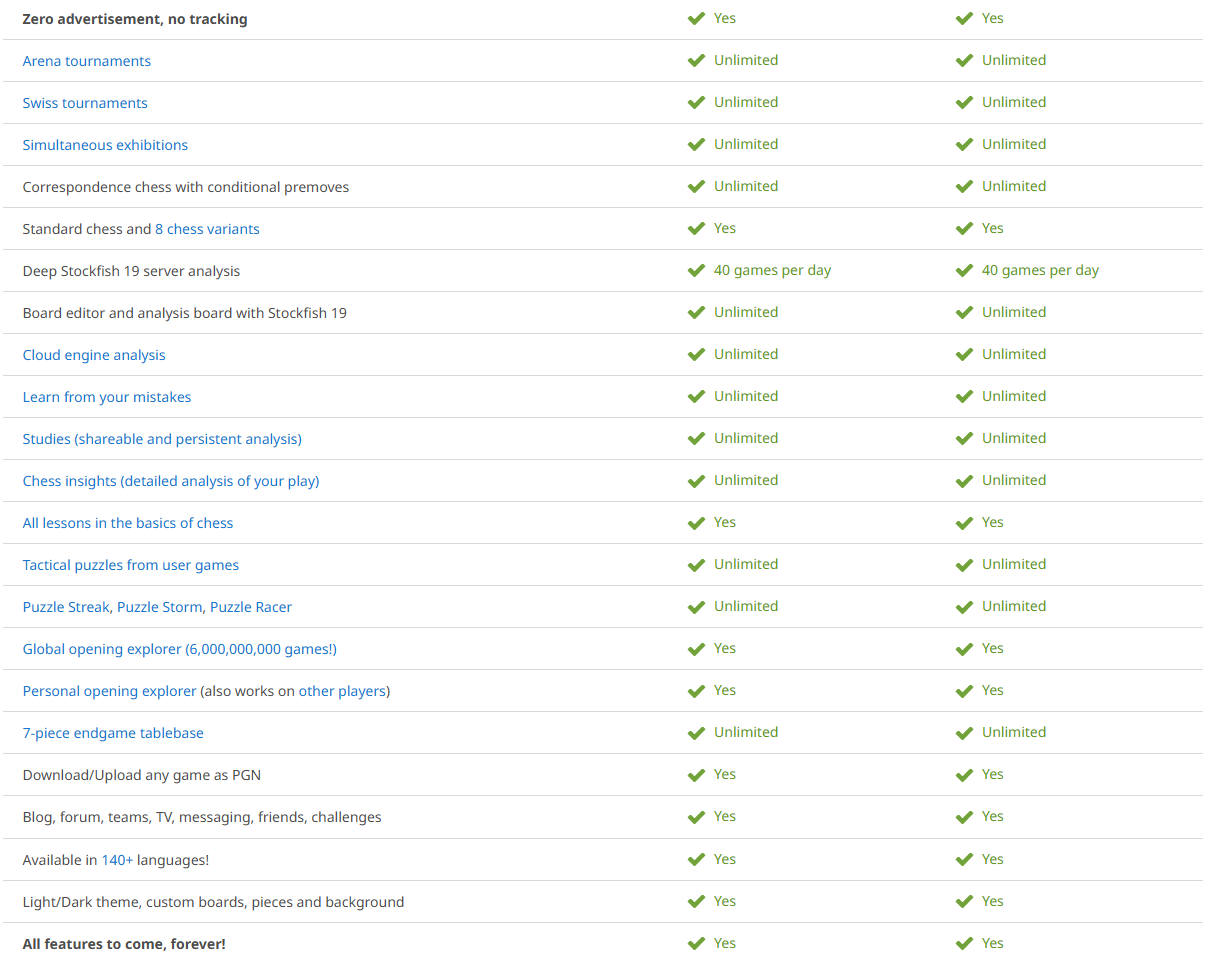 Zero advertisement, no tracking Yes Yes
Arena tournaments Unlimited Unlimited
Swiss tournaments Unlimited Unlimited
Simultaneous exhibitions Unlimited Unlimited
Correspondence chess with conditional premoves Unlimited Unlimited
Standard chess and 8 chess variants Yes Yes
Deep Stockfish 19 server analysis 40 games per day 40 games per day
Board editor and analysis board with Stockfish 19 Unlimited Unlimited
Cloud engine analysis Unlimited Unlimited
Learn from your mistakes Unlimited Unlimited
Studies (shareable and persistent analysis) Unlimited Unlimited
Chess insights (detailed analysis of your play) Unlimited Unlimited
All lessons in the basics of chess Yes Yes
Tactical puzzles from user games Unlimited Unlimited
Puzzle Streak, Puzzle Storm, Puzzle Racer Unlimited Unlimited
Global opening explorer (6,000,000,000 games!) Yes Yes
Personal opening explorer (also works on other players) Yes Yes
7-piece endgame tablebase Unlimited Unlimited
Download/Upload any game as PGN Yes Yes
Blog, forum, teams, TV, messaging, friends, challenges Yes Yes
Available in 140+ languages! Yes Yes
Light/Dark theme, custom boards, pieces and background Yes Yes
All features to come, forever! Yes Yes